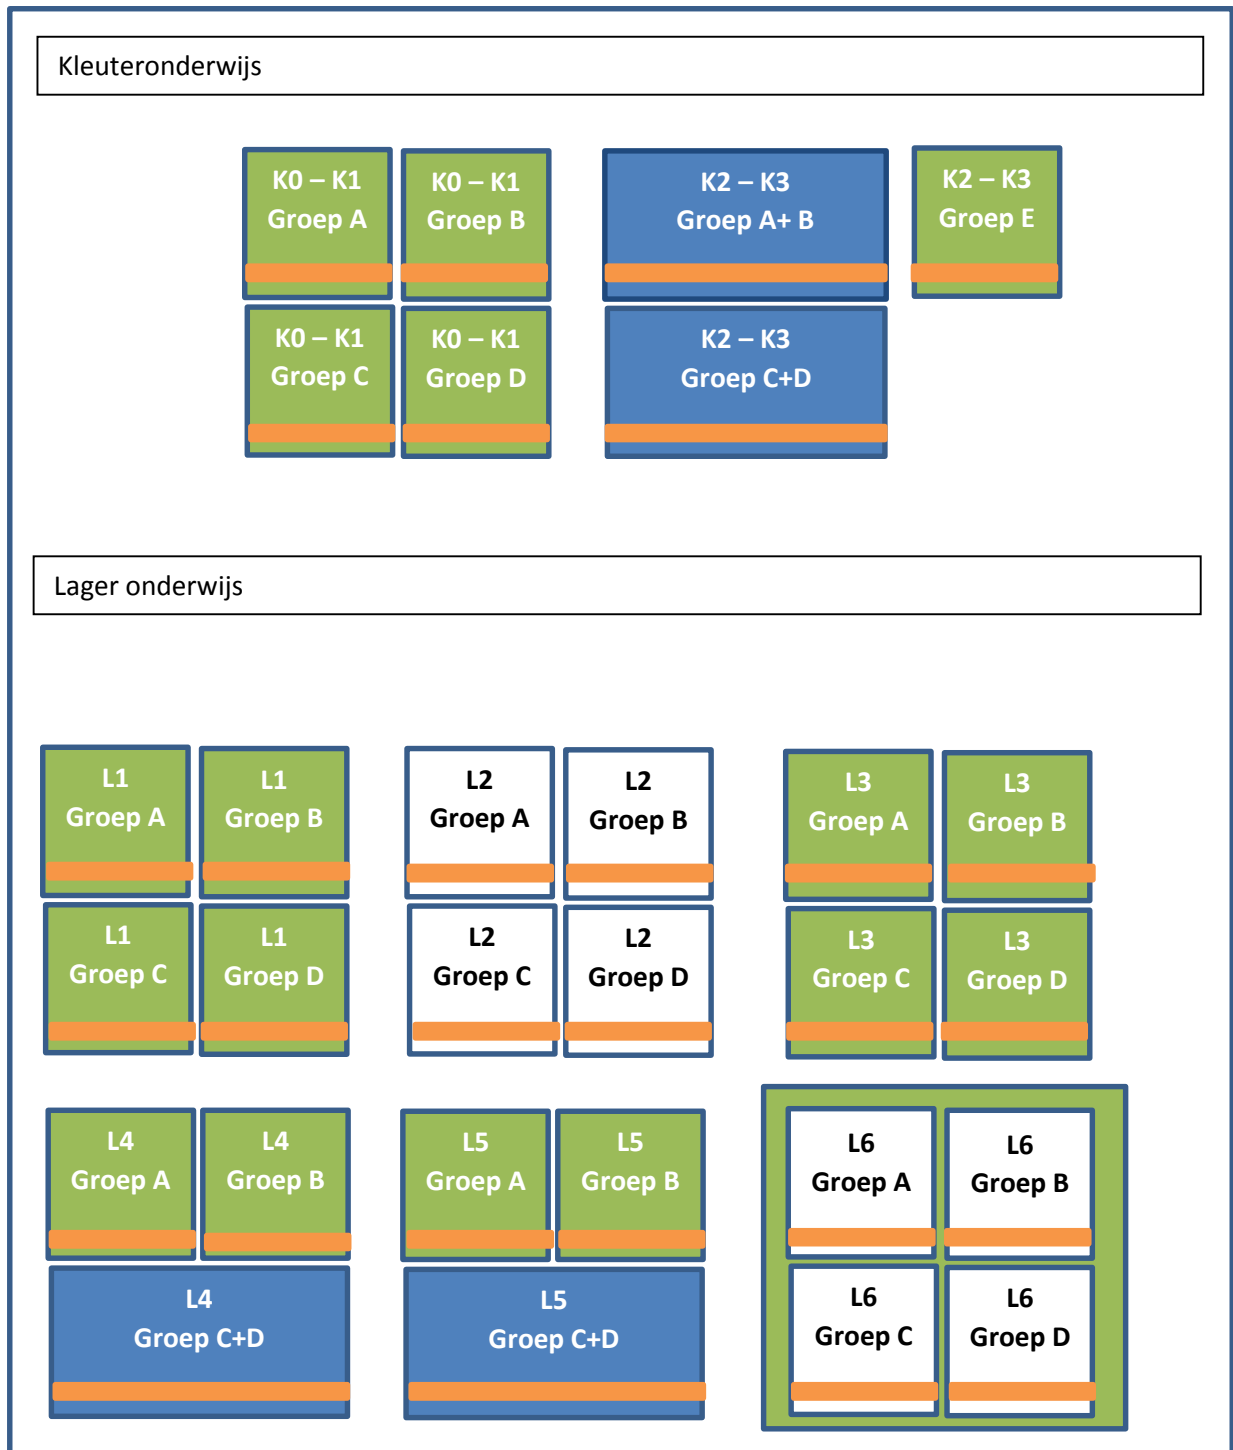 Kleuteronderwijs
K0 – K1
Groep A
K0 – K1
Groep B
K2 – K3
Groep A+ B
K2 – K3
Groep E
K0 – K1
Groep C
K0 – K1
Groep D
K2 – K3
Groep C+D
Lager onderwijs
L1
Groep A
L1
Groep B
L2
Groep A
L2
Groep B
L3
Groep A
L3
Groep B
L1
Groep C
L1
Groep D
L2
Groep C
L2
Groep D
L3
Groep C
L3
Groep D
L4
Groep A
L4
Groep B
L5
Groep A
L5
Groep B
L6
Groep A
L6
Groep B
L4
Groep C+D
L5
Groep C+D
L6
Groep C
L6
Groep D